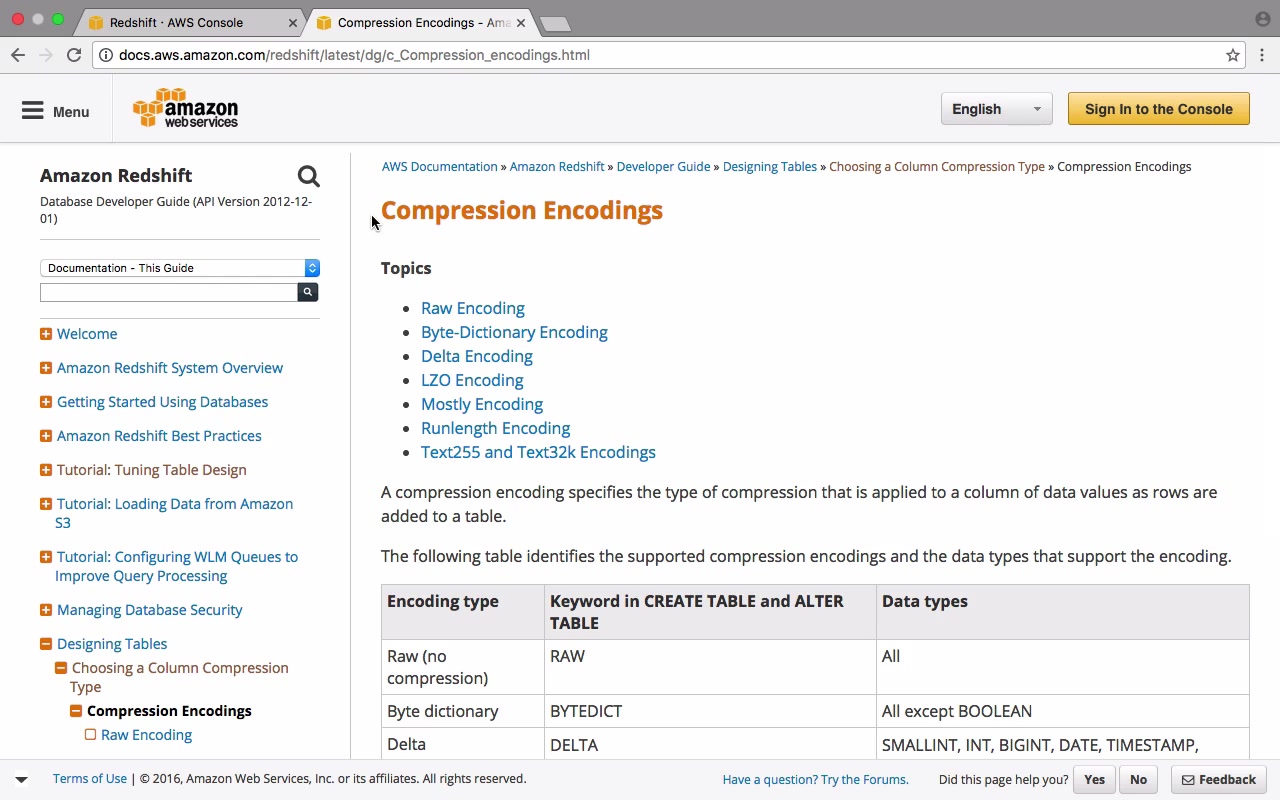 Redshift · AWS Console
Compression Encodings - Ama
docs.aws.amazon.com/redshift/latest/dg/c_Compression_encodings.html
Menu
amazon
web services
English
Sign In to the Console
Amazon Redshift
Database Developer Guide (API Version 2012-12-
01)
Documentation - This Guide
Welcome
Amazon Redshift System Overview
Getting Started Using Databases
Amazon Redshift Best Practices
Tutorial: Tuning Table Design
Tutorial: Loading Data from Amazon
S3
Tutorial: Configuring WLM Queues to
Improve Query Processing
Managing Database Security
Designing Tables
Choosing a Column Compression
Type
Compression Encodings
Raw Encoding
AWS Documentation » Amazon Redshift » Developer Guide » Designing Tables » Choosing a Column Compression Type » Compression Encodings
Compression Encodings
Topics
Raw Encoding
Byte-Dictionary Encoding
Delta Encoding
LZO Encoding
Mostly Encoding
Runlength Encoding
Text255 and Text32k Encodings
A compression encoding specifies the type of compression that is applied to a column of data values as rows are
added to a table.
The following table identifies the supported compression encodings and the data types that support the encoding.
Encoding type
Keyword in CREATE TABLE and ALTER
TABLE
Data types
Raw (no
compression)
RAW
All
Byte dictionary
BYTEDICT
All except BOOLEAN
Delta
DELTA
SMALLINT, INT, BIGINT, DATE, TIMESTAMP,
Terms of Use | © 2016, Amazon Web Services, Inc. or its affiliates. All rights reserved.
Have a question? Try the Forums.
Did this page help you?
Yes
No
Feedback